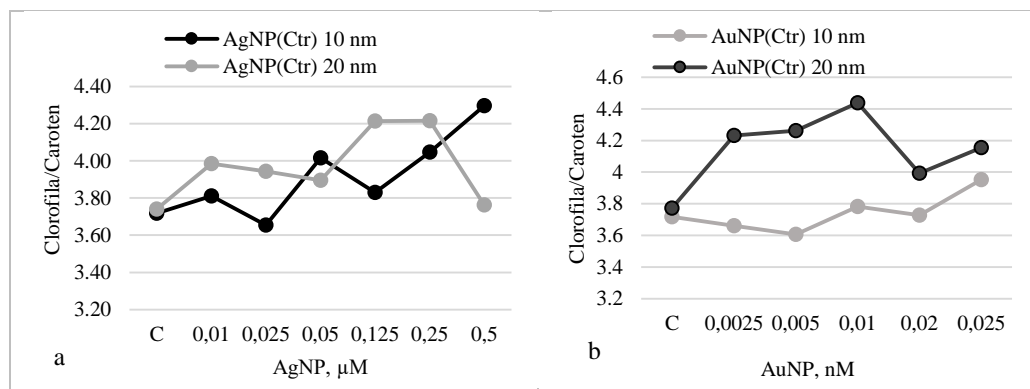 AgNP(Ctr) 10 nm
AgNP(Ctr) 20 nm
4.40
4.20
4.00
3.80
3.60
3.40
3.20
Clorofila/Caroten
C 0,01 0,025 0,05 0,125 0,25 0,5
AgNP, µM
a
AuNP(Ctr) 10 nm
AuNP(Ctr) 20 nm
4.6
4.4
4.2
4
3.8
3.6
3.4
3.2
Clorofila/Caroten
C 0,0025 0,005 0,01 0,02 0,025
AuNP, nM
b